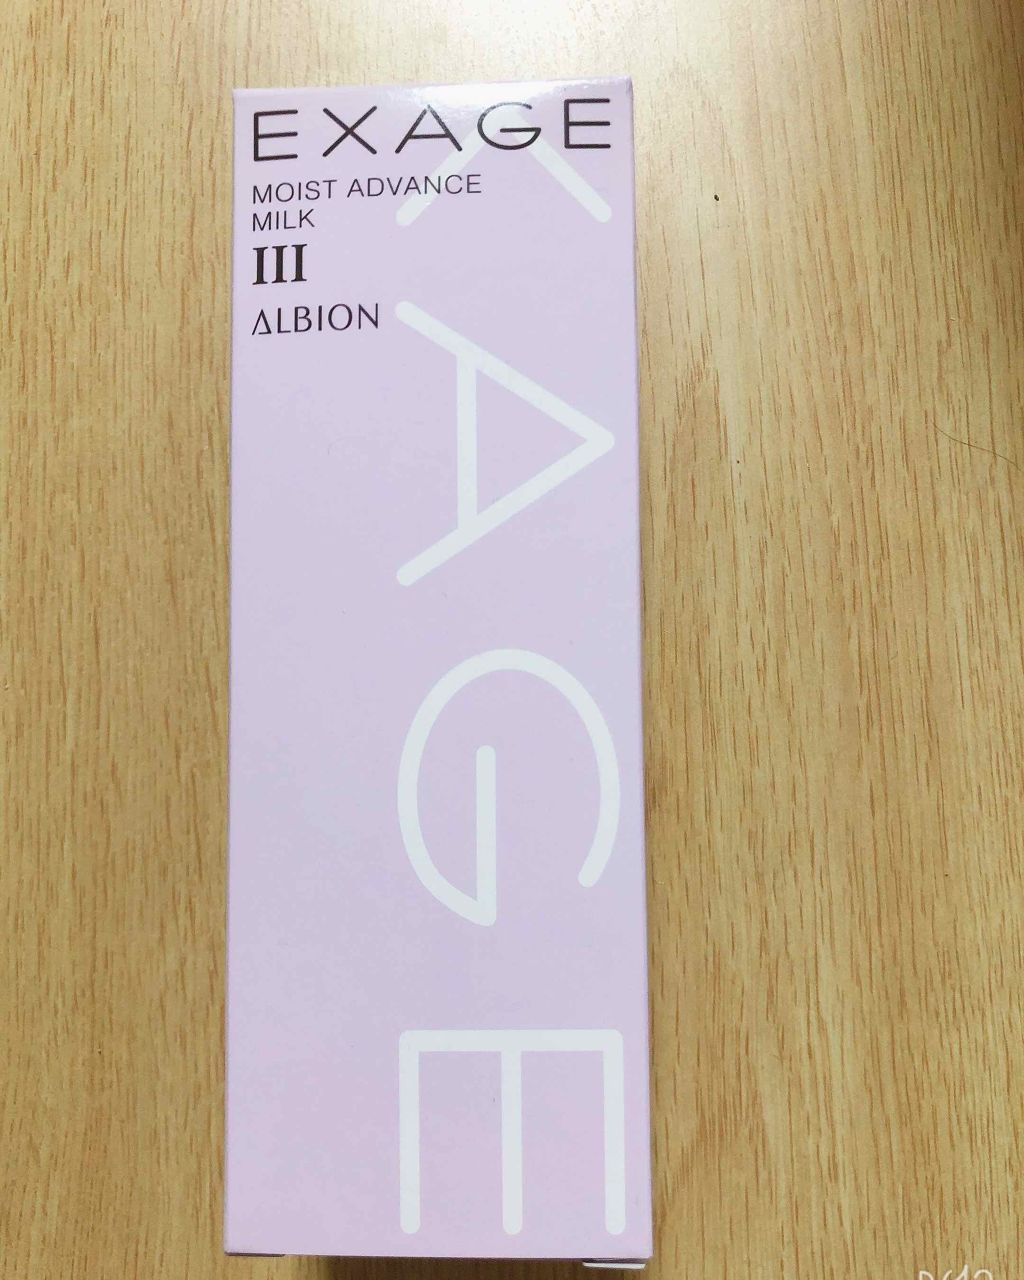 EXAGE
MOIST ADVANCE
MILK
III
ALBION
XAGE